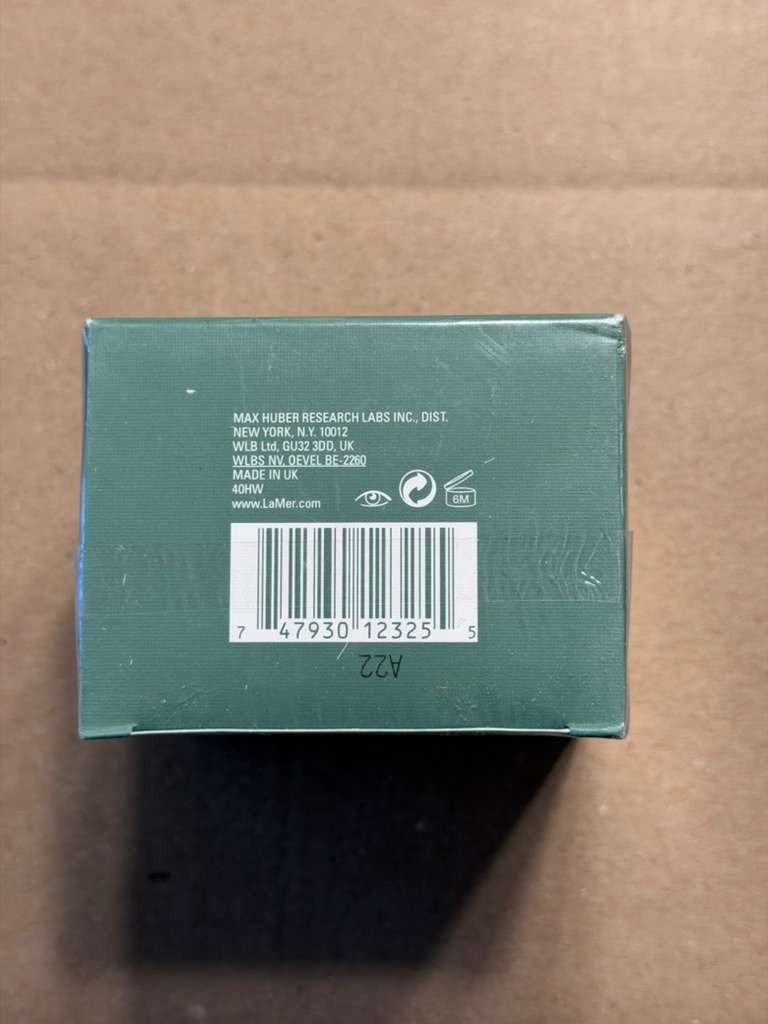 MAX HUBER RESEARCH LABS INC., DIST.
NEW YORK, N.Y. 10012
WLB Ltd, GU32 3DD, UK
WLBS NV, OEVEL BE-2260
MADE IN UK
40HW
www.LaMer.com
6M
7 47930 12325 5
A22